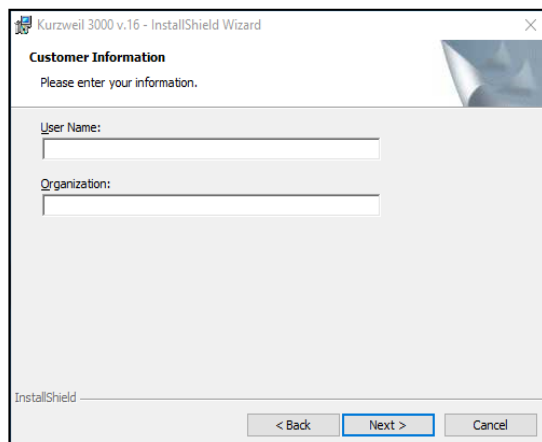 Kurzweil 3000 v.16 - InstallShield Wizard
Customer Information
Please enter your information.
User Name:
Organization:
InstallShield
< Back Next > Cancel